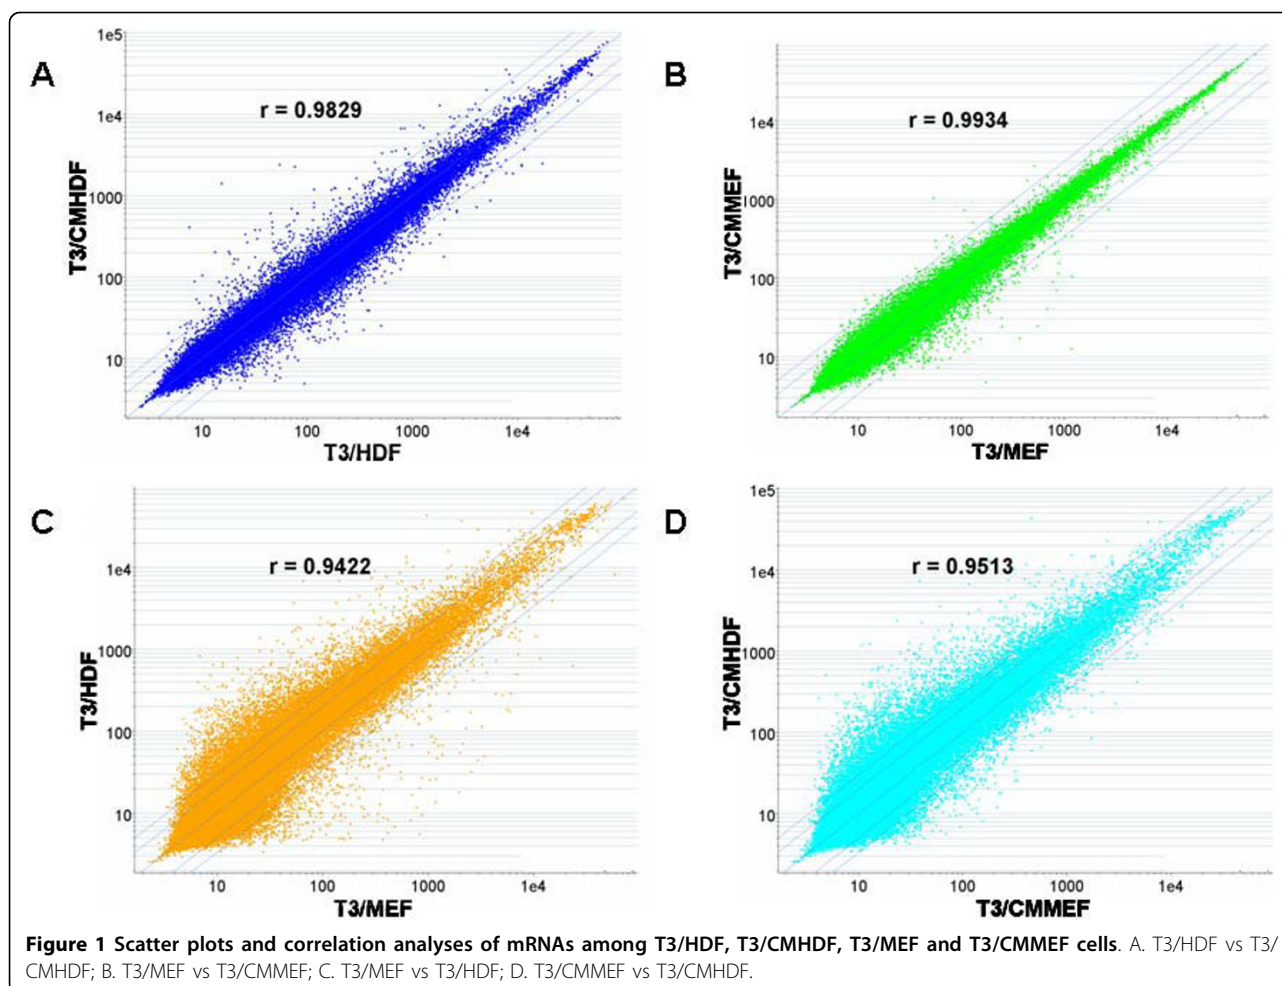 A
1e5
1e4
1000
100
10
r = 0.9829
T3/CMHDF
10
100
1000
1e4
T3/HDF
B
1e4
1000
100
10
r = 0.9934
T3/CMMEF
10
100
1000
1e4
T3/MEF
C
1e4
1000
100
10
r = 0.9422
T3/HDF
10
100
1000
1e4
T3/MEF
D
1e5
1e4
1000
100
10
r = 0.9513
T3/CMHDF
10
100
1000
1e4
T3/CMMEF
Figure 1 Scatter plots and correlation analyses of mRNAs among T3/HDF, T3/CMHDF, T3/MEF and T3/CMMEF cells. A. T3/HDF vs T3/
CMHDF; B. T3/MEF vs T3/CMMEF; C. T3/MEF vs T3/HDF; D. T3/CMMEF vs T3/CMHDF.